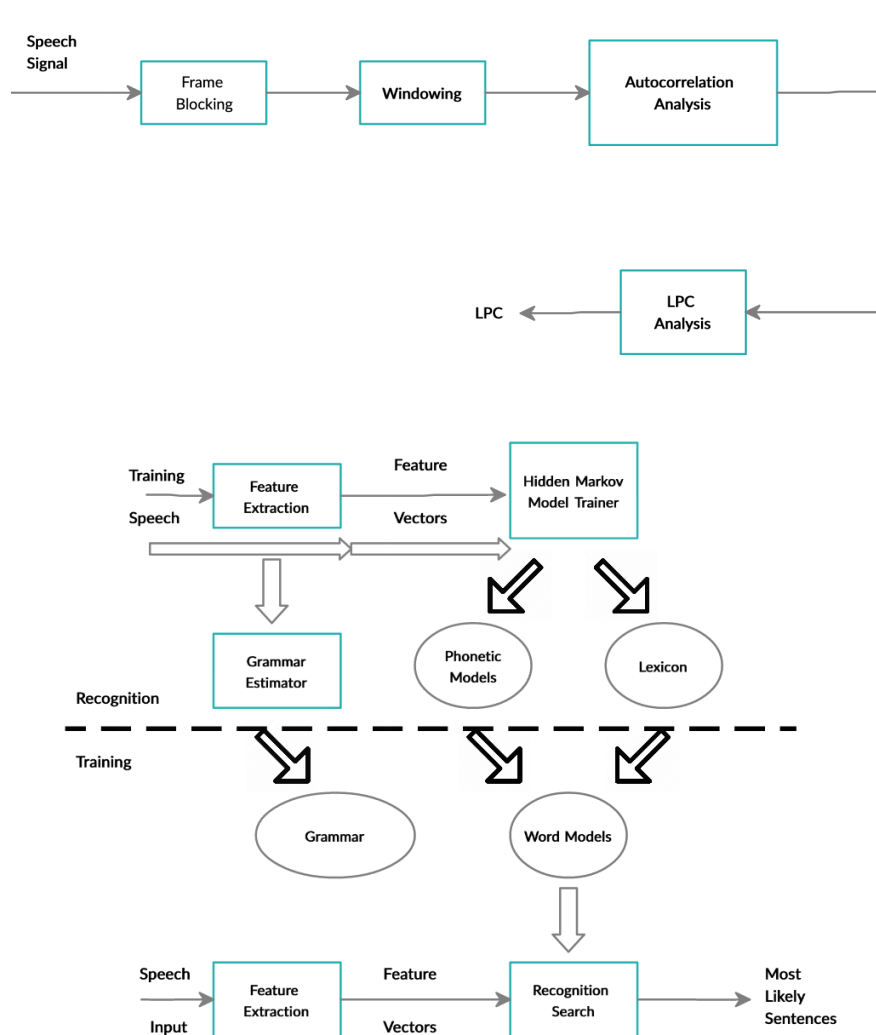 Speech
Signal
Frame
Blocking
Windowing
Autocorrelation
Analysis
LPC
LPC
Analysis
Training
Speech
Feature
Extraction
Feature
Vectors
Hidden Markov
Model Trainer
Grammar
Estimator
Phonetic
Models
Lexicon
Recognition
Training
Grammar
Word Models
Speech
Input
Feature
Extraction
Feature
Vectors
Recognition
Search
Most
Likely
Sentences